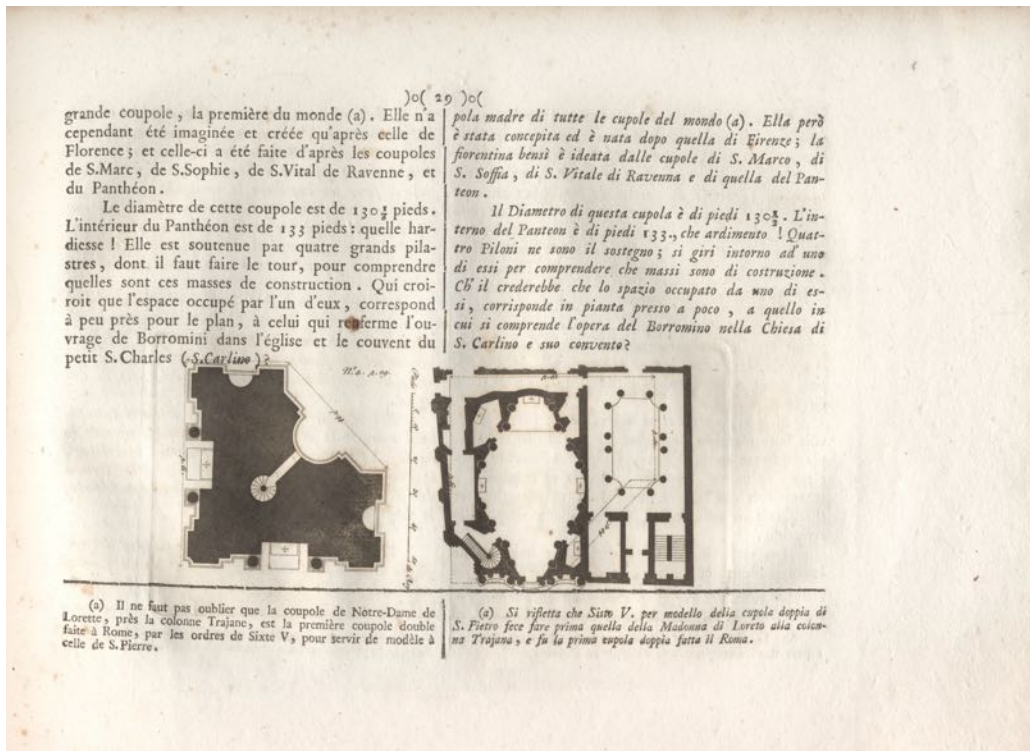 )o( 29 )o(
grande coupole, la première du monde (a). Elle n'a
cependant été imaginée et créée qu'après celle de
Florence; et celle-ci a été faite d'après les coupoles
de S.Marc, de S.Sophie, de S.Vital de Ravenne, et
du Panthéon.
Le diamètre de cette coupole est de 130½ pieds.
L'intérieur du Panthéon est de 133 pieds: quelle har-
diesse ! Elle est soutenue par quatre grands pila-
stres, dont il faut faire le tour, pour comprendre
quelles sont ces masses de construction. Qui croi-
roit que l'espace occupé par l'un d'eux, correspond
à peu près pour le plan, à celui qui renferme l'ou-
vrage de Borromini dans l'église et le couvent du
petit S.Charles (S.Carlino)?
pola madre di tutte le cupole del mondo (a). Ella però
è stata concepita ed è nata dopo quella di Firenze; la
fiorentina bensì è ideata dalle cupole di S. Marco, di
S. Soffia, di S. Vitale di Ravenna e di quella del Pan-
teon.
Il Diametro di questa cupola è di piedi 130½. L'in-
terno del Panteon è di piedi 133., che ardimento ! Quat-
tro Piloni ne sono il sostegno; si giri intorno ad uno
di essi per comprendere che massi sono di costruzione.
Ch' il crederebbe che lo spazio occupato da uno di es-
si, corrisponde in pianta presso a poco, a quello in
cui si comprende l'opera del Borromino nella Chiesa di
S. Carlino e suo convento?
(a) Il ne faut pas oublier que la coupole de Notre-Dame de
Lorette, près la colonne Trajane, est la première coupole double
faite à Rome, par les ordres de Sixte V, pour servir de modèle à
celle de S.Pierre.
(a) Si rifletta che Sisto V. per modello della cupola doppia di
S. Pietro fece fare prima quella della Madonna di Loreto alla colon-
na Trajana, e fu la prima cupola doppia fatta il Roma.